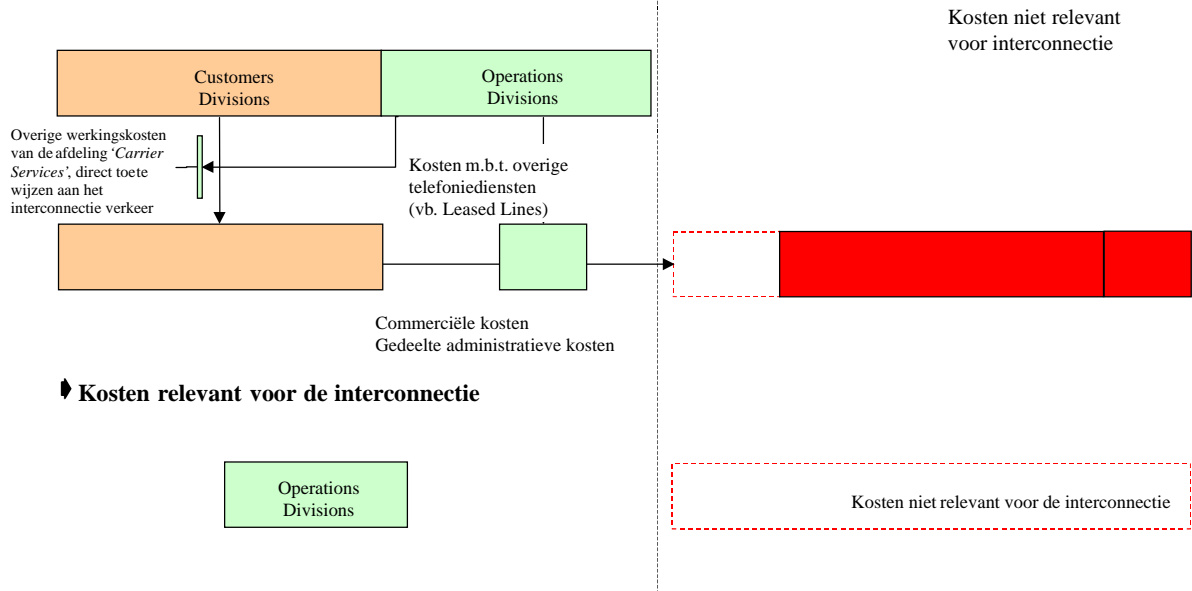 Kosten niet relevant
voor interconnectie
Customers
Divisions
Operations
Divisions
Overige werkingskosten
van de afdeling ‘Carrier
Services’, direct toe te
wijzen aan het
interconnectie verkeer
Kosten m.b.t. overige
telefoniediensten
(vb. Leased Lines)
Commerciële kosten
Gedeelte administratieve kosten
Kosten relevant voor de interconnectie
Operations
Divisions
Kosten niet relevant voor de interconnectie